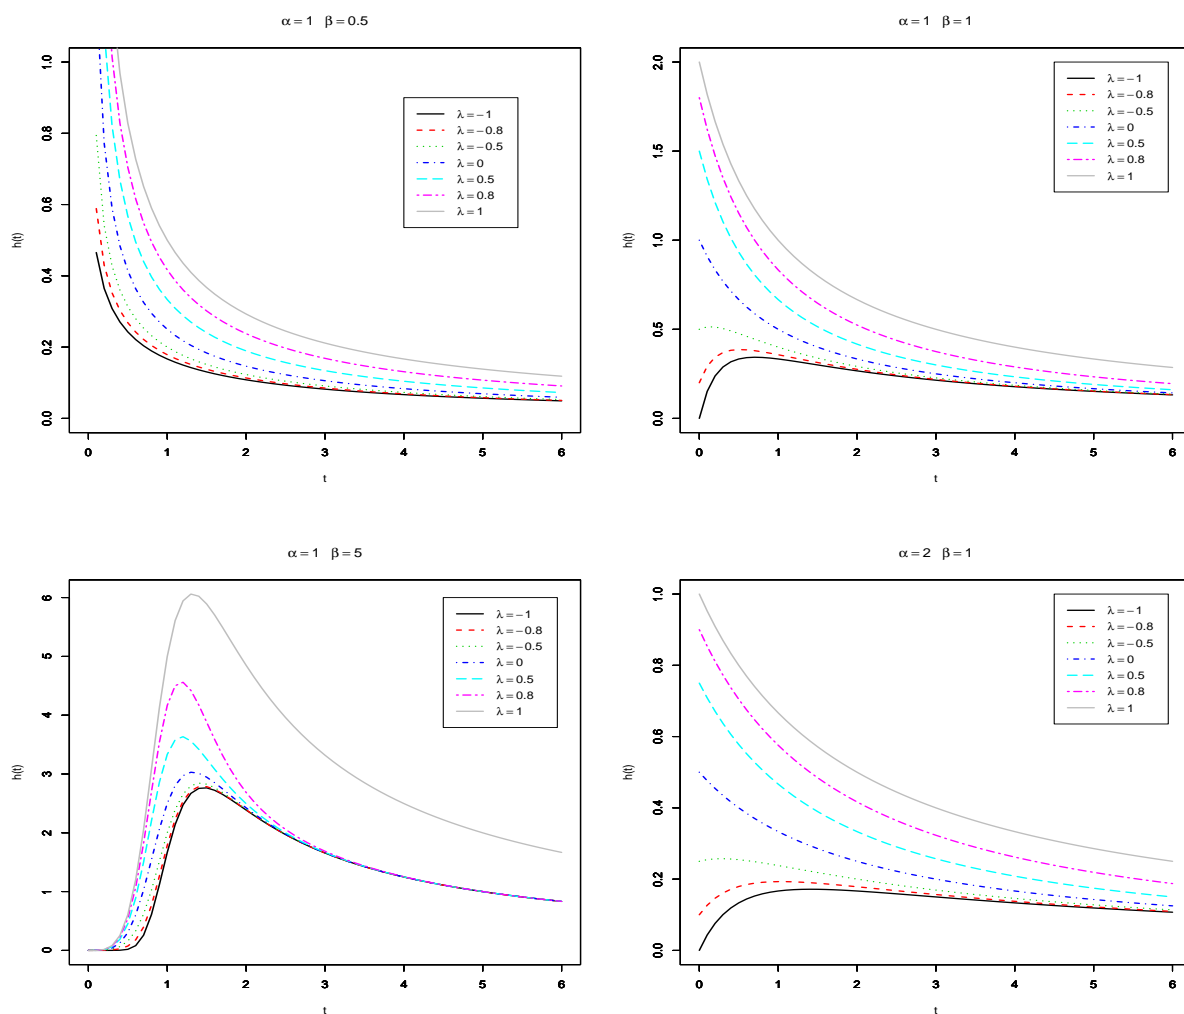 α = 1 β = 0.5
h(t)
0.0 0.2 0.4 0.6 0.8 1.0
λ = −1
λ = −0.8
λ = −0.5
λ = 0
λ = 0.5
λ = 0.8
λ = 1
0 1 2 3 4 5 6
t
α = 1 β = 1
h(t)
0.0 0.5 1.0 1.5 2.0
λ = −1
λ = −0.8
λ = −0.5
λ = 0
λ = 0.5
λ = 0.8
λ = 1
0 1 2 3 4 5 6
t
α = 1 β = 5
h(t)
0 1 2 3 4 5 6
λ = −1
λ = −0.8
λ = −0.5
λ = 0
λ = 0.5
λ = 0.8
λ = 1
0 1 2 3 4 5 6
t
α = 2 β = 1
h(t)
0.0 0.2 0.4 0.6 0.8 1.0
λ = −1
λ = −0.8
λ = −0.5
λ = 0
λ = 0.5
λ = 0.8
λ = 1
0 1 2 3 4 5 6
t